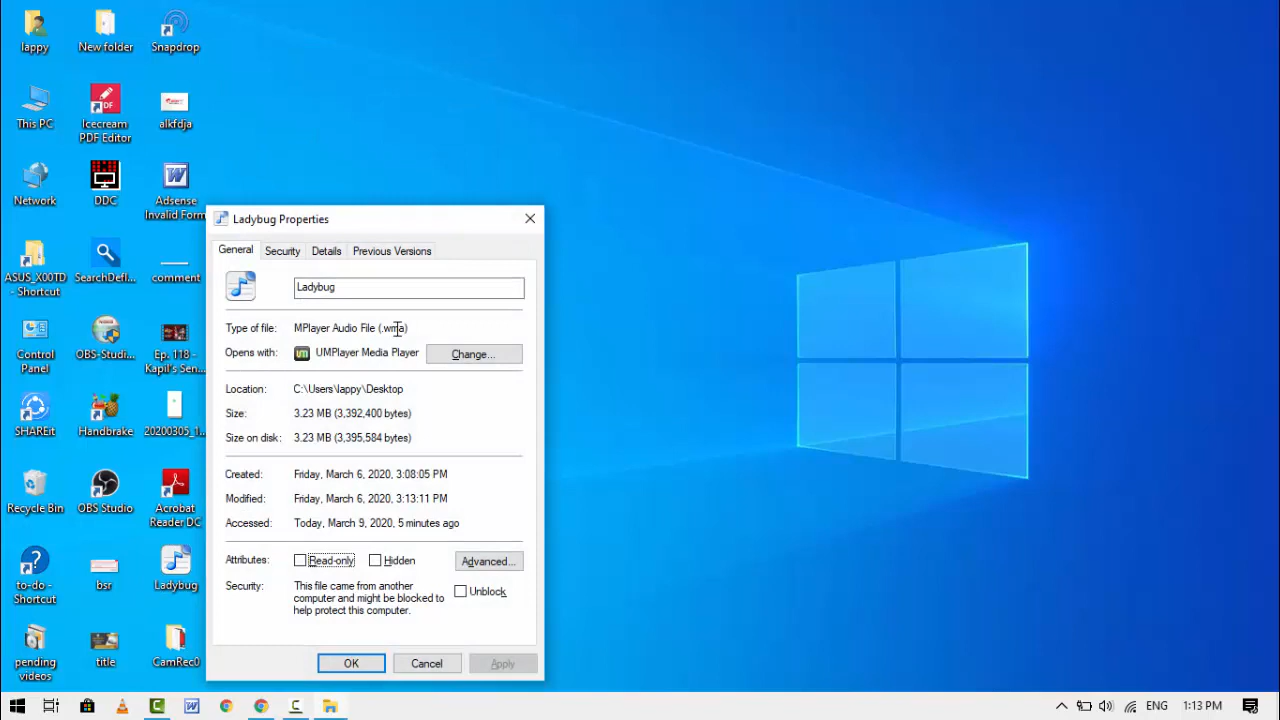 lappy
New folder
Snapdrop
This PC
Icecream
PDF Editor
alkfdja
Network
DDC
Adsense
Invalid Form
ASUS_X00TD
- Shortcut
SearchDefl...
comment
Control
Panel
OBS-Studi...
Ep. 118 -
Kapil's Sen...
SHAREit
Handbrake
20200305_1...
Recycle Bin
OBS Studio
Acrobat
Reader DC
to-do -
Shortcut
bsr
Ladybug
pending
videos
title
CamRec0
Ladybug Properties
General Security Details Previous Versions
Ladybug
Type of file: MPlayer Audio File (.wma)
Opens with: UMPlayer Media Player Change...
Location: C:\Users\lappy\Desktop
Size: 3.23 MB (3,392,400 bytes)
Size on disk: 3.23 MB (3,395,584 bytes)
Created: Friday, March 6, 2020, 3:08:05 PM
Modified: Friday, March 6, 2020, 3:13:11 PM
Accessed: Today, March 9, 2020, 5 minutes ago
Attributes: Read-only Hidden Advanced...
Security: This file came from another
computer and might be blocked to
help protect this computer.
Unblock
OK Cancel Apply
ENG 1:13 PM